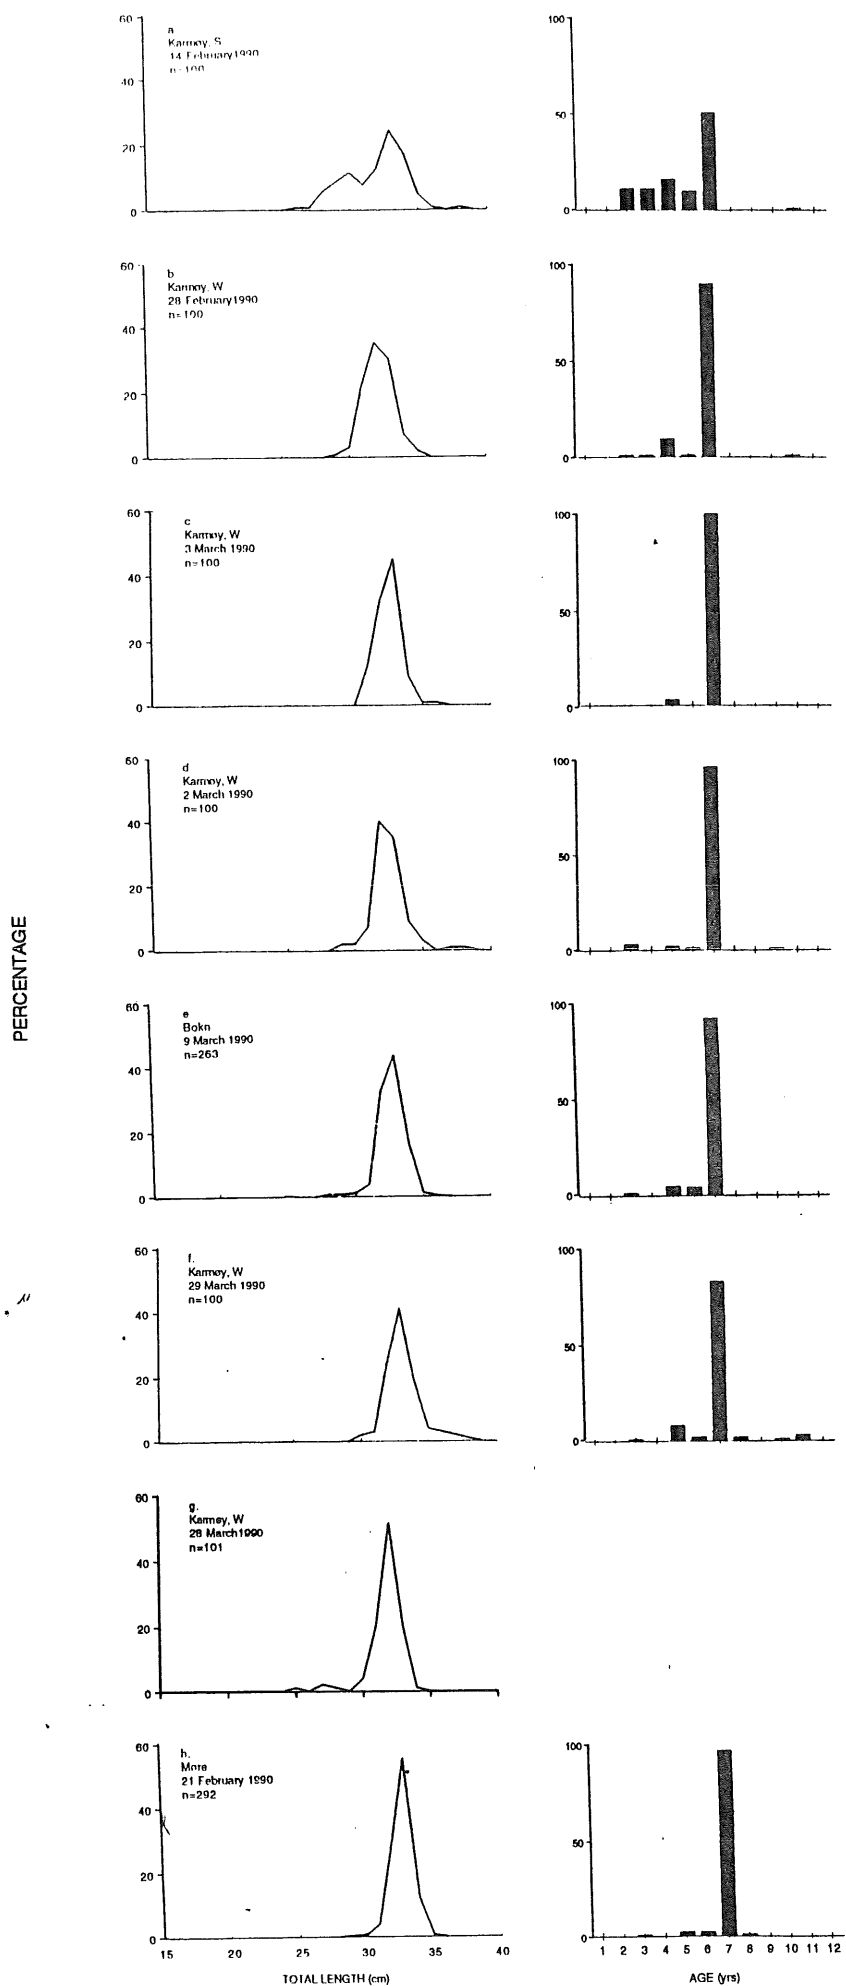 PERCENTAGE
60
40
20
0
a
Karmøy, S
14 February 1990
n=100
100
50
0
60
40
20
0
b
Karmøy, W
28 February 1990
n=100
100
50
0
60
40
20
0
c
Karmøy, W
3 March 1990
n=100
100
50
0
60
40
20
0
d
Karmøy, W
2 March 1990
n=100
100
50
0
60
40
20
0
e
Bokn
9 March 1990
n=263
100
50
0
60
40
20
0
f.
Karmøy, W
29 March 1990
n=100
100
50
0
60
40
20
0
g.
Karmøy, W
28 March 1990
n=101
60
40
20
0
h.
Møre
21 February 1990
n=292
100
50
0
15 20 25 30 35 40
TOTAL LENGTH (cm)
1 2 3 4 5 6 7 8 9 10 11 12
AGE (yrs)